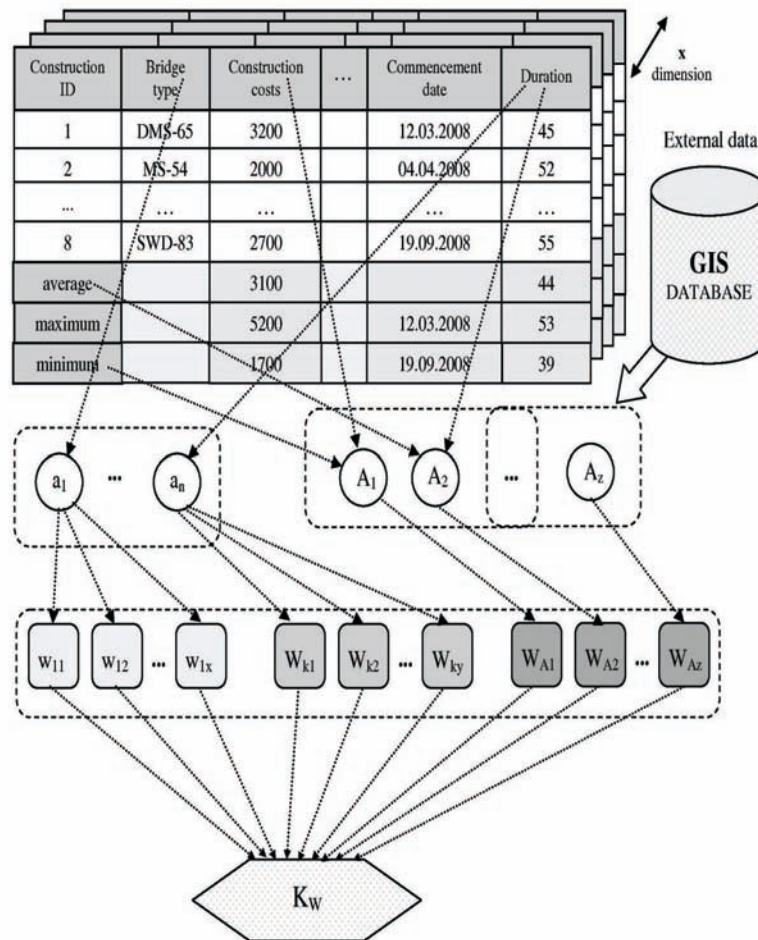 Construction ID Bridge type Construction costs … Commencement date Duration
1 DMS-65 3200 12.03.2008 45
2 MS-54 2000 04.04.2008 52
... … … … … …
8 SWD-83 2700 19.09.2008 55
average 3100 44
maximum 5200 12.03.2008 53
minimum 1700 19.09.2008 39
x
dimension
External data
GIS
DATABASE
a1 ... an A1 A2 ... Az
w11 w12 ... w1x Wk1 Wk2 ... Wky WA1 WA2 ... WAz
KW